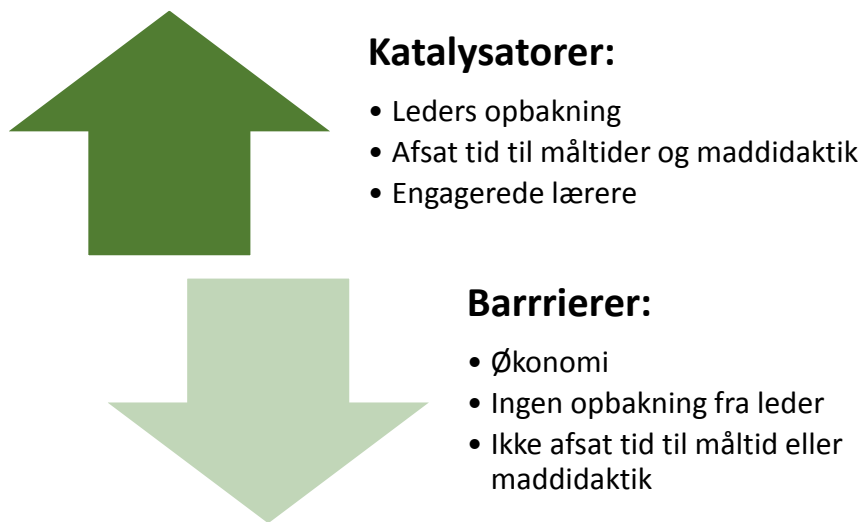 Katalysatorer:
• Leders opbakning
• Afsat tid til måltider og maddidaktik
• Engagerede lærere
Barrrierer:
• Økonomi
• Ingen opbakning fra leder
• Ikke afsat tid til måltid eller
maddidaktik